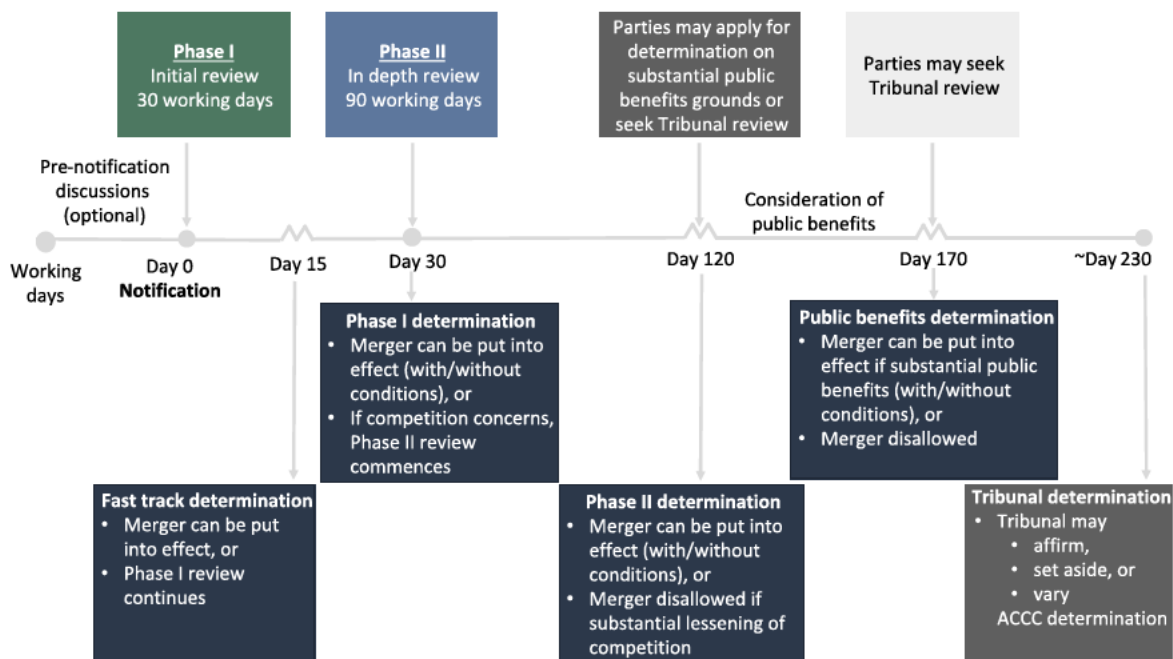 Phase I
Initial review
30 working days
Phase II
In depth review
90 working days
Parties may apply for
determination on
substantial public
benefits grounds or
seek Tribunal review
Parties may seek
Tribunal review
Pre-notification
discussions
(optional)
Consideration of
public benefits
Working
days
Day 0
Notification
Day 15
Day 30
Day 120
Day 170
~Day 230
Phase I determination
• Merger can be put into
effect (with/without
conditions), or
• If competition concerns,
Phase II review
commences
Public benefits determination
• Merger can be put into
effect if substantial public
benefits (with/without
conditions), or
• Merger disallowed
Fast track determination
• Merger can be put
into effect, or
• Phase I review
continues
Phase II determination
• Merger can be put into
effect (with/without
conditions), or
• Merger disallowed if
substantial lessening of
competition
Tribunal determination
• Tribunal may
• affirm,
• set aside, or
• vary
ACCC determination